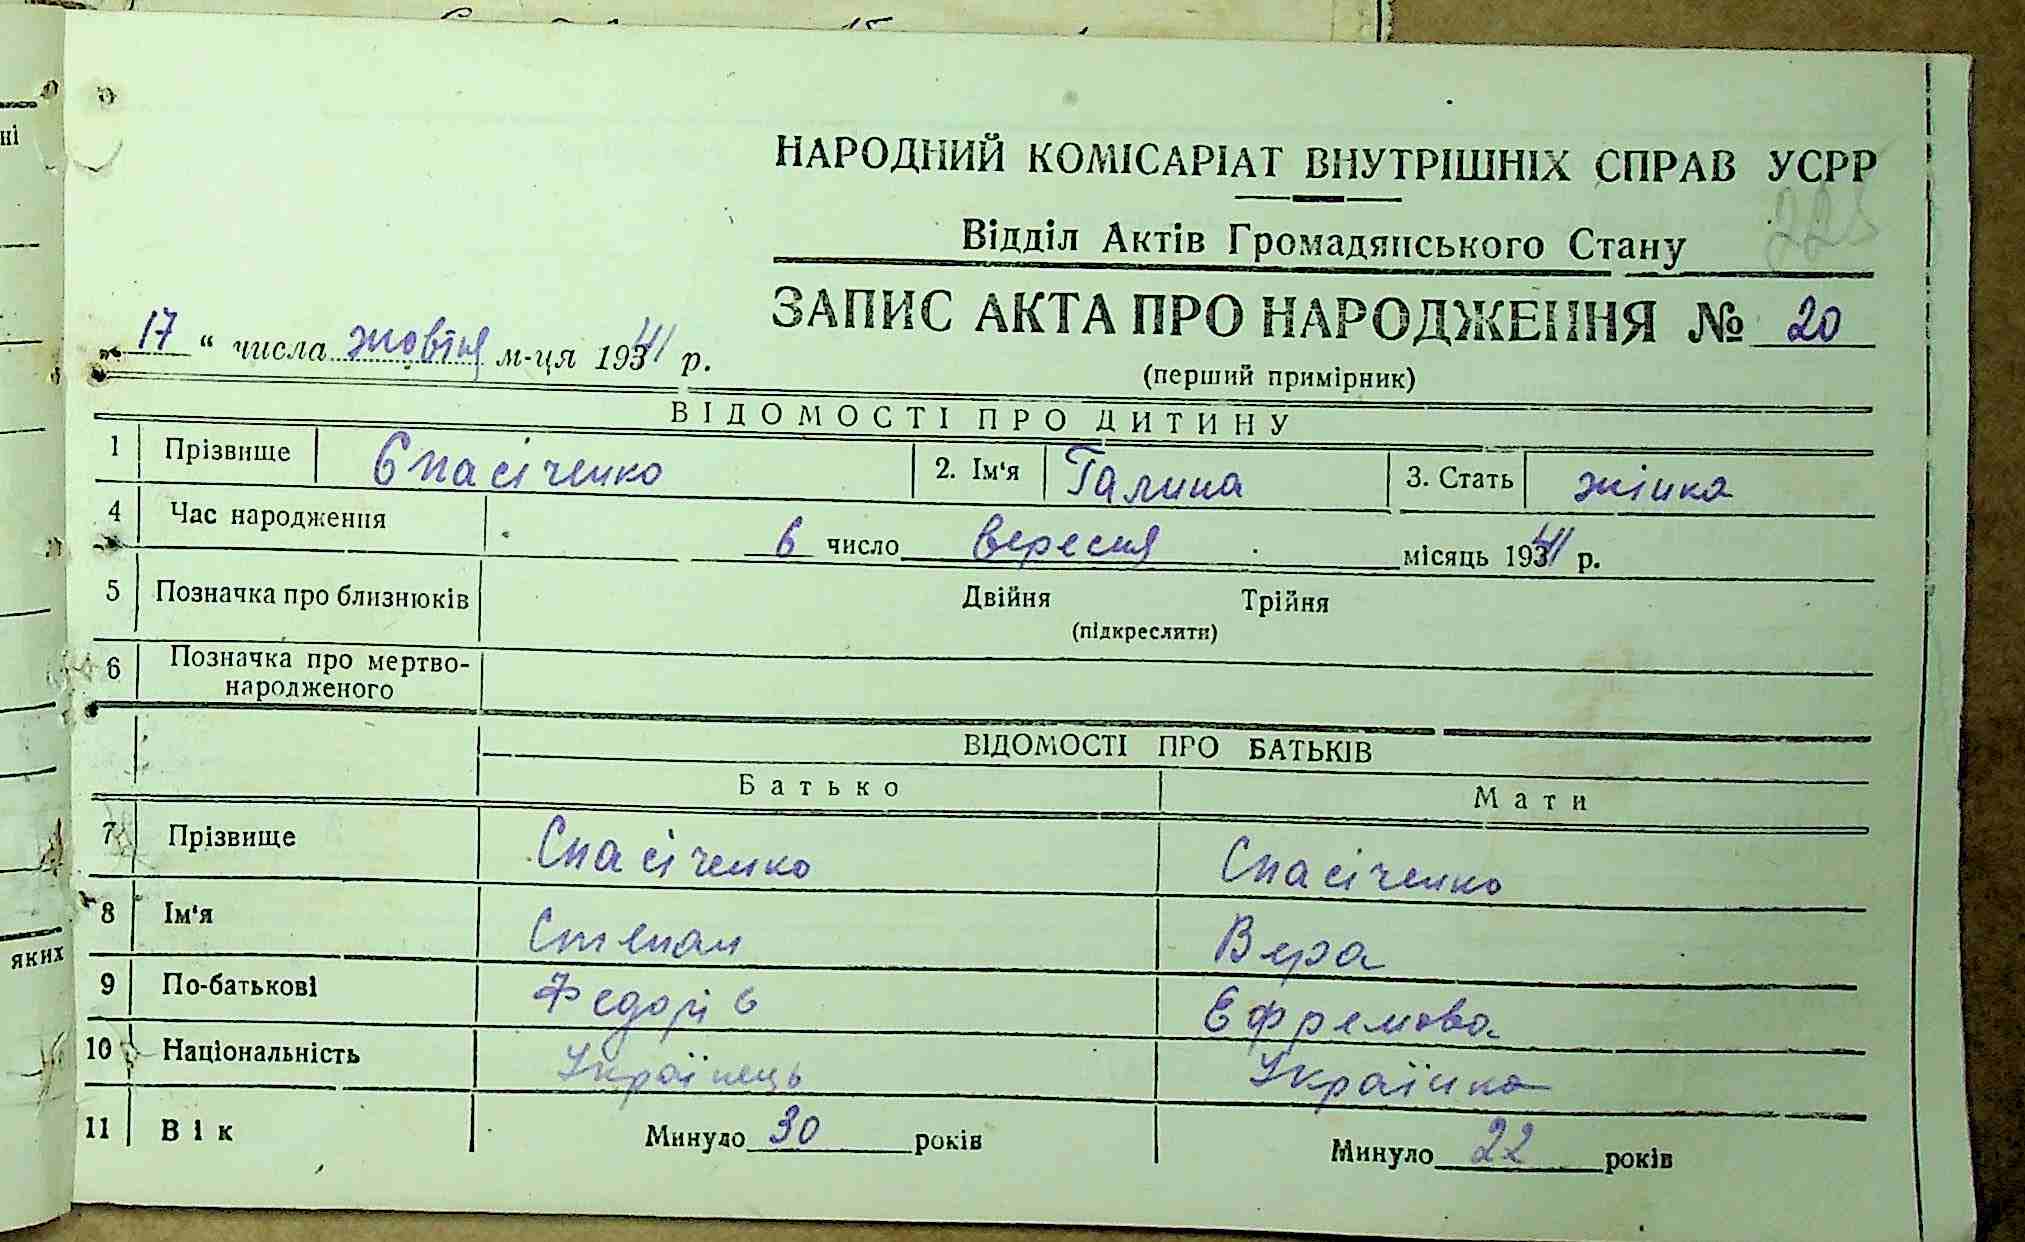 НАРОДНИЙ КОМІСАРІАТ ВНУТРІШНІХ СПРАВ УСРР
Відділ Актів Громадянського Стану
ЗАПИС АКТА ПРО НАРОДЖЕННЯ № 20
(перший примірник)
„ 17 “ числа жовтня м-ця 1941 р.
ВІДОМОСТІ ПРО ДИТИНУ
1 Прізвище Спасіченко 2. Ім'я Галина 3. Стать жінка
4 Час народження 6 число вересня місяць 1941 р.
5 Позначка про близнюків Двійня Трійня
(підкреслити)
6 Позначка про мертво-
народженого
ВІДОМОСТІ ПРО БАТЬКІВ
Батько Мати
7 Прізвище Спасіченко Спасіченко
8 Ім'я Степан Вера
9 По-батькові Федорів Ефремова
10 Національність Українець Українка
11 Вік Минуло 30 років Минуло 22 років
ні
яких